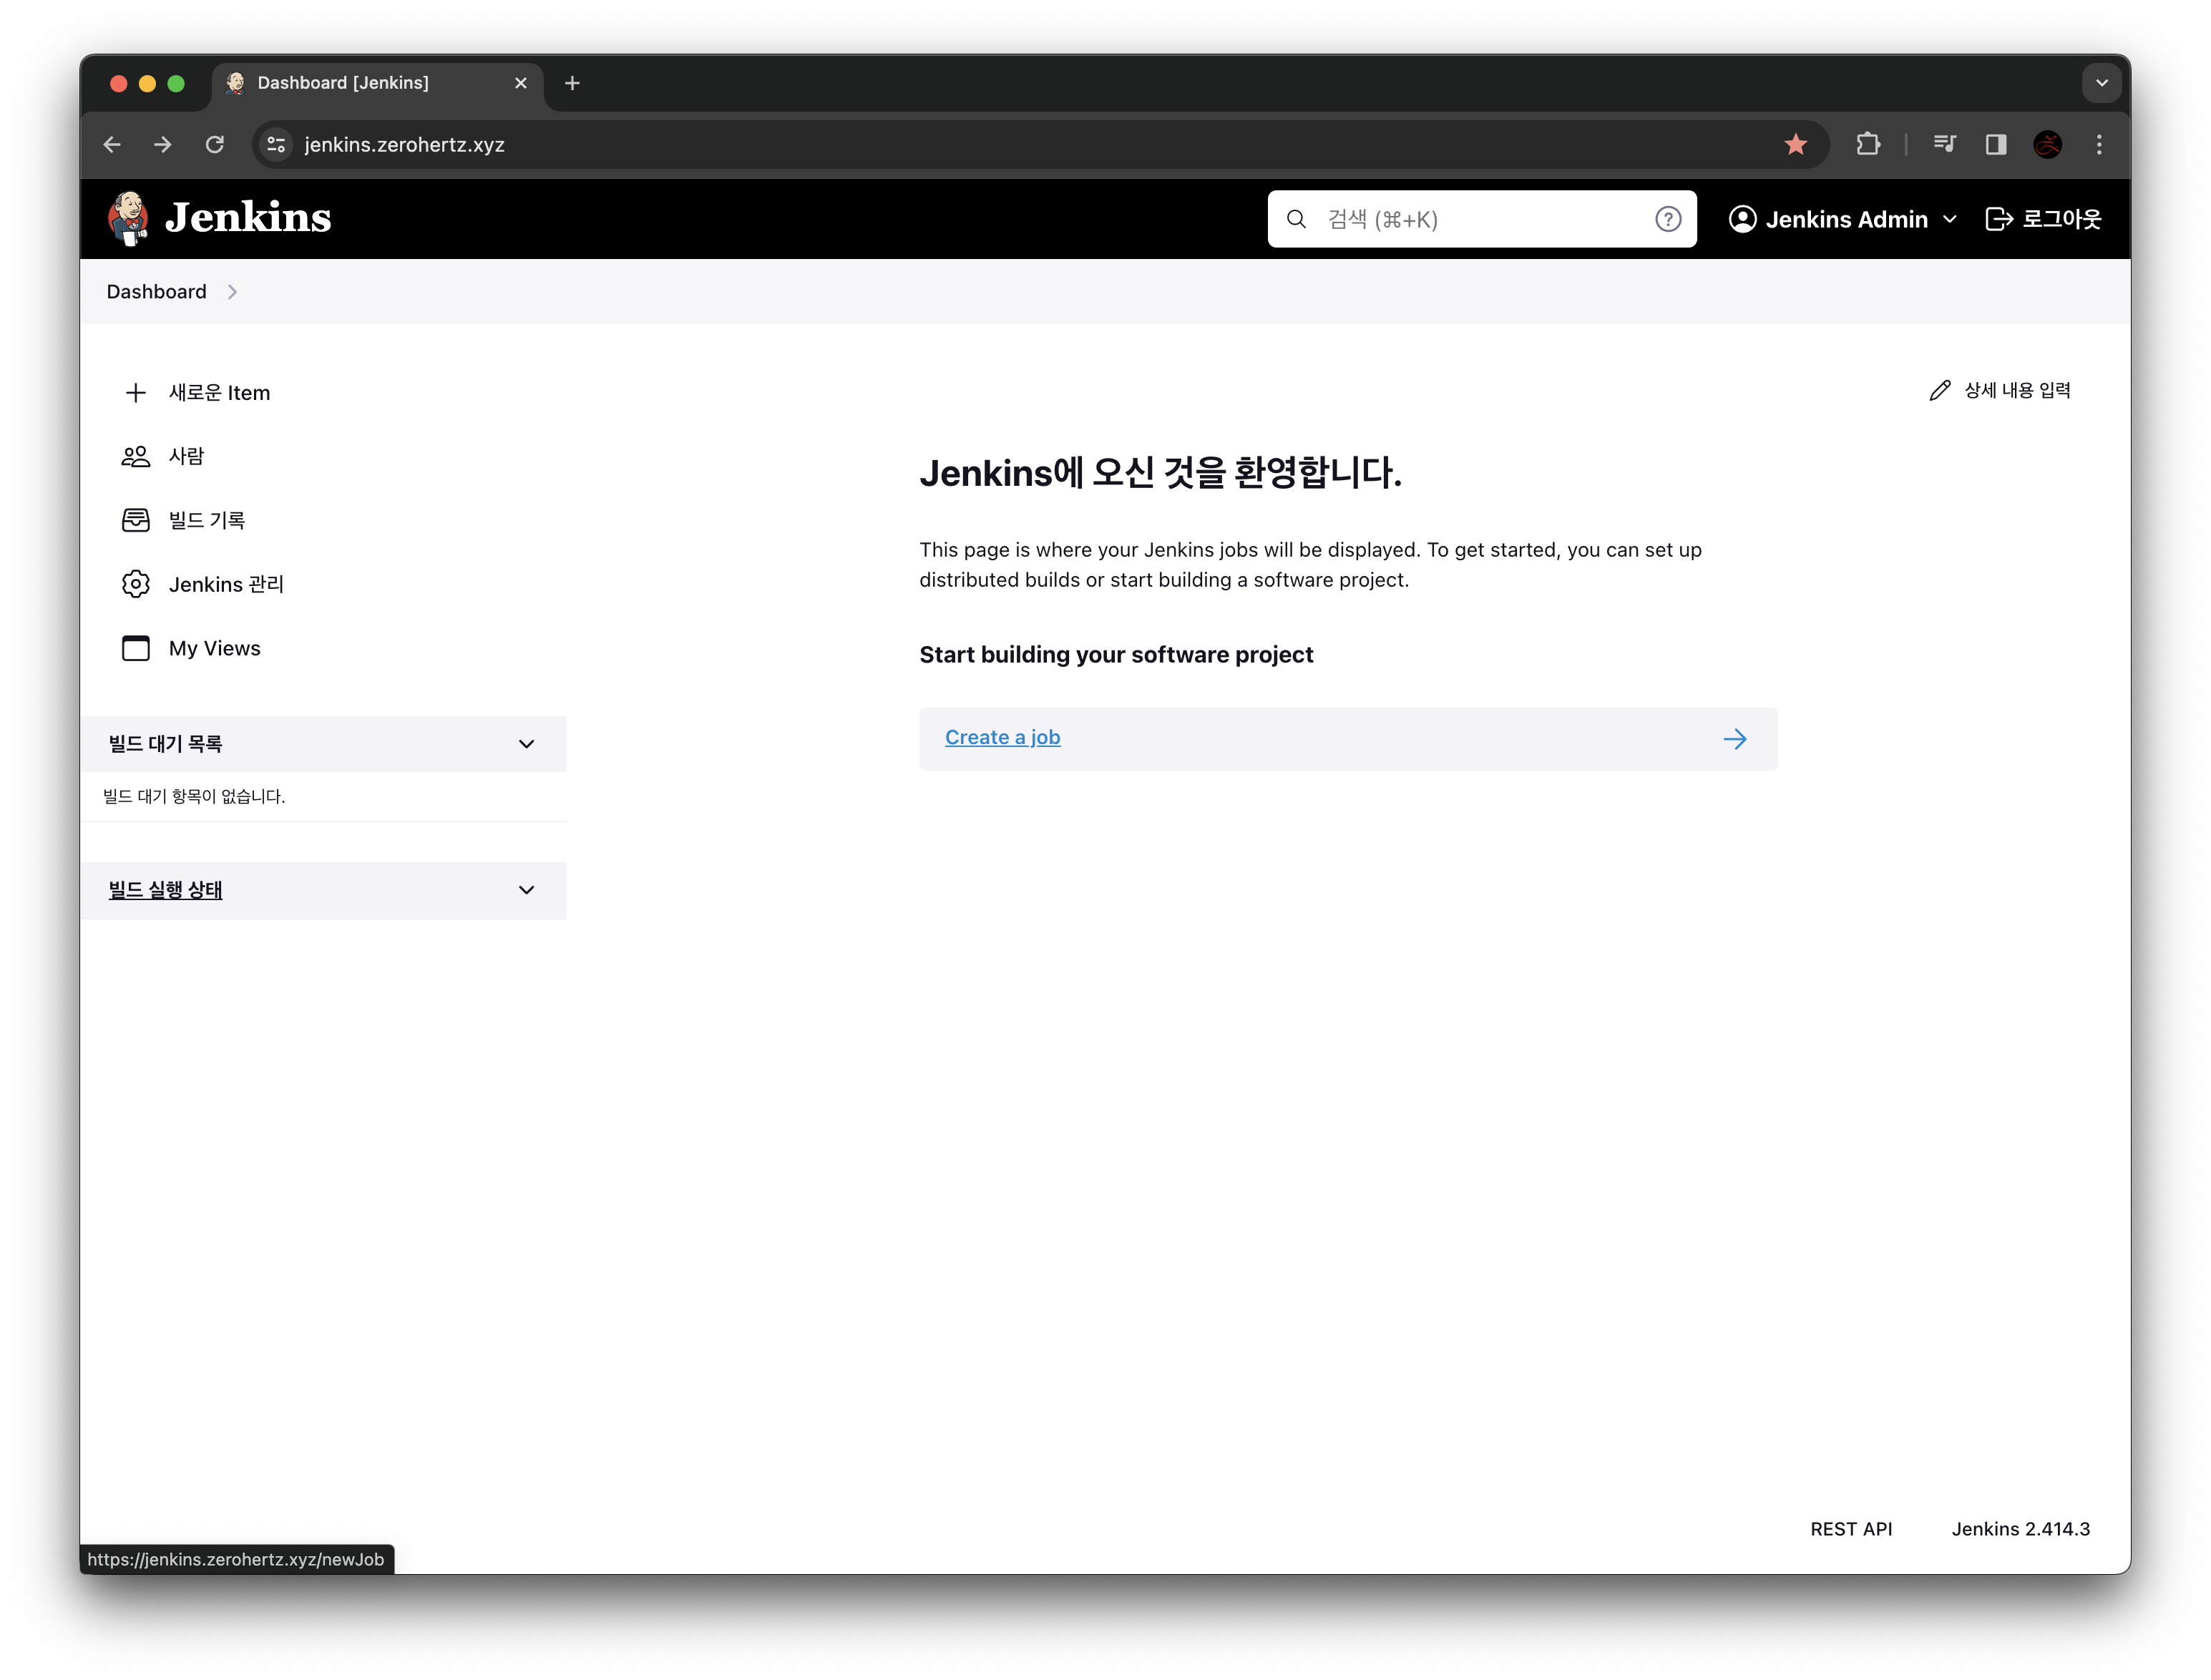 Dashboard [Jenkins]
jenkins.zerohertz.xyz
Jenkins
검색 (⌘+K)
Jenkins Admin
로그아웃
Dashboard
새로운 Item
사람
빌드 기록
Jenkins 관리
My Views
빌드 대기 목록
빌드 대기 항목이 없습니다.
빌드 실행 상태
상세 내용 입력
Jenkins에 오신 것을 환영합니다.
This page is where your Jenkins jobs will be displayed. To get started, you can set up
distributed builds or start building a software project.
Start building your software project
Create a job
REST API
Jenkins 2.414.3
https://jenkins.zerohertz.xyz/newJob